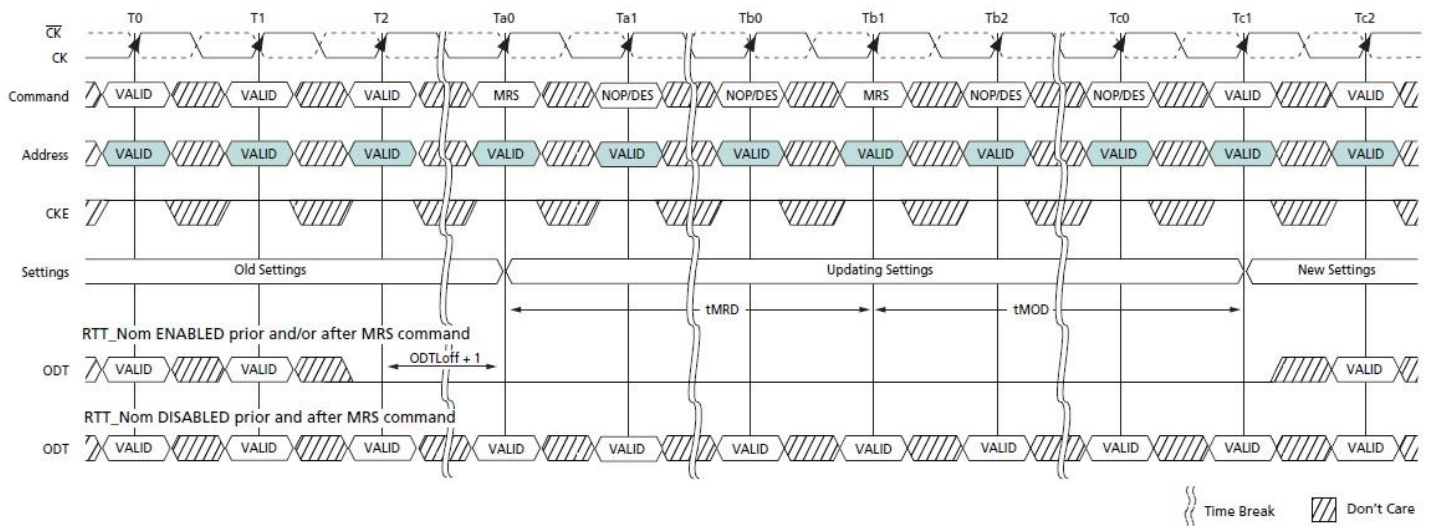 T0 T1 T2 Ta0 Ta1 Tb0 Tb1 Tb2 Tc0 Tc1 Tc2
CK
CK
Command VALID VALID VALID MRS NOP/DES NOP/DES MRS NOP/DES NOP/DES VALID VALID
Address VALID VALID VALID VALID VALID VALID VALID VALID VALID VALID VALID
CKE
Settings Old Settings Updating Settings New Settings
tMRD tMOD
RTT_Nom ENABLED prior and/or after MRS command
ODTLoff + 1
ODT VALID VALID VALID
RTT_Nom DISABLED prior and after MRS command
ODT VALID VALID VALID VALID VALID VALID VALID VALID VALID VALID VALID
Time Break Don't Care